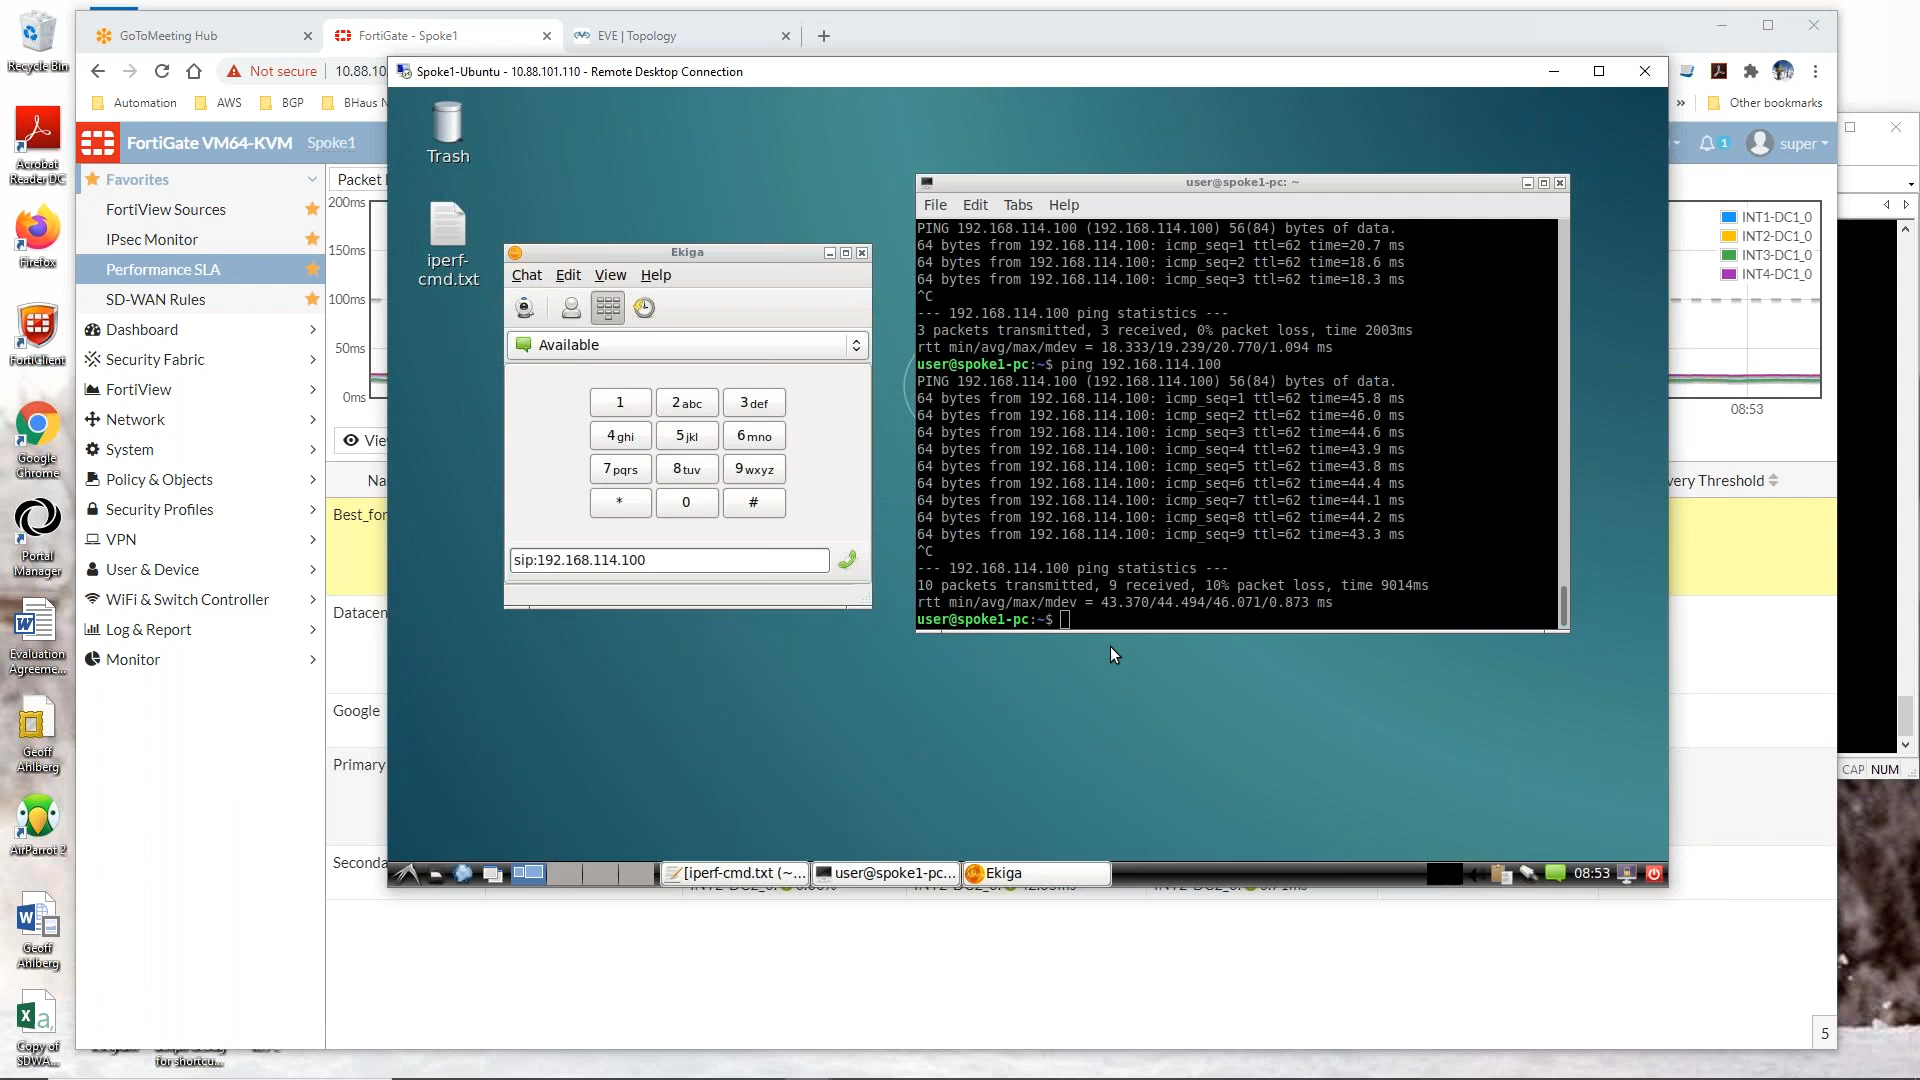 Recycle Bin
Acrobat
Reader DC
Firefox
FortiClient
Google
Chrome
Portal
Manager
Evaluation
Agreeme...
Geoff
Ahlberg
AirParrot 2
Geoff
Ahlberg
Copy of
SDWA...
for shortcu...
GoToMeeting Hub
FortiGate - Spoke1
EVE | Topology
Not secure
10.88.10
Automation
AWS
BGP
BHaus N
Other bookmarks
FortiGate VM64-KVM
Spoke1
1
super
Favorites
FortiView Sources
IPsec Monitor
Performance SLA
SD-WAN Rules
Dashboard
Security Fabric
FortiView
Network
System
Policy & Objects
Security Profiles
VPN
User & Device
WiFi & Switch Controller
Log & Report
Monitor
Packet
200ms
150ms
100ms
50ms
0ms
INT1-DC1_0
INT2-DC1_0
INT3-DC1_0
INT4-DC1_0
08:53
Vie
Na
very Threshold
Best_for
Datacen
Google
Primary
Seconda
5
CAP NUM
Spoke1-Ubuntu - 10.88.101.110 - Remote Desktop Connection
Trash
iperf-
cmd.txt
Ekiga
Chat Edit View Help
Available
1 2abc 3def
4ghi 5jkl 6mno
7pqrs 8tuv 9wxyz
* 0 #
sip:192.168.114.100
user@spoke1-pc: ~
File Edit Tabs Help
PING 192.168.114.100 (192.168.114.100) 56(84) bytes of data.
64 bytes from 192.168.114.100: icmp_seq=1 ttl=62 time=20.7 ms
64 bytes from 192.168.114.100: icmp_seq=2 ttl=62 time=18.6 ms
64 bytes from 192.168.114.100: icmp_seq=3 ttl=62 time=18.3 ms
^C
--- 192.168.114.100 ping statistics ---
3 packets transmitted, 3 received, 0% packet loss, time 2003ms
rtt min/avg/max/mdev = 18.333/19.239/20.770/1.094 ms
user@spoke1-pc:~$ ping 192.168.114.100
PING 192.168.114.100 (192.168.114.100) 56(84) bytes of data.
64 bytes from 192.168.114.100: icmp_seq=1 ttl=62 time=45.8 ms
64 bytes from 192.168.114.100: icmp_seq=2 ttl=62 time=46.0 ms
64 bytes from 192.168.114.100: icmp_seq=3 ttl=62 time=44.6 ms
64 bytes from 192.168.114.100: icmp_seq=4 ttl=62 time=43.9 ms
64 bytes from 192.168.114.100: icmp_seq=5 ttl=62 time=43.8 ms
64 bytes from 192.168.114.100: icmp_seq=6 ttl=62 time=44.4 ms
64 bytes from 192.168.114.100: icmp_seq=7 ttl=62 time=44.1 ms
64 bytes from 192.168.114.100: icmp_seq=8 ttl=62 time=44.2 ms
64 bytes from 192.168.114.100: icmp_seq=9 ttl=62 time=43.3 ms
^C
--- 192.168.114.100 ping statistics ---
10 packets transmitted, 9 received, 10% packet loss, time 9014ms
rtt min/avg/max/mdev = 43.370/44.494/46.071/0.873 ms
user@spoke1-pc:~$
[iperf-cmd.txt (~...
user@spoke1-pc...
Ekiga
08:53